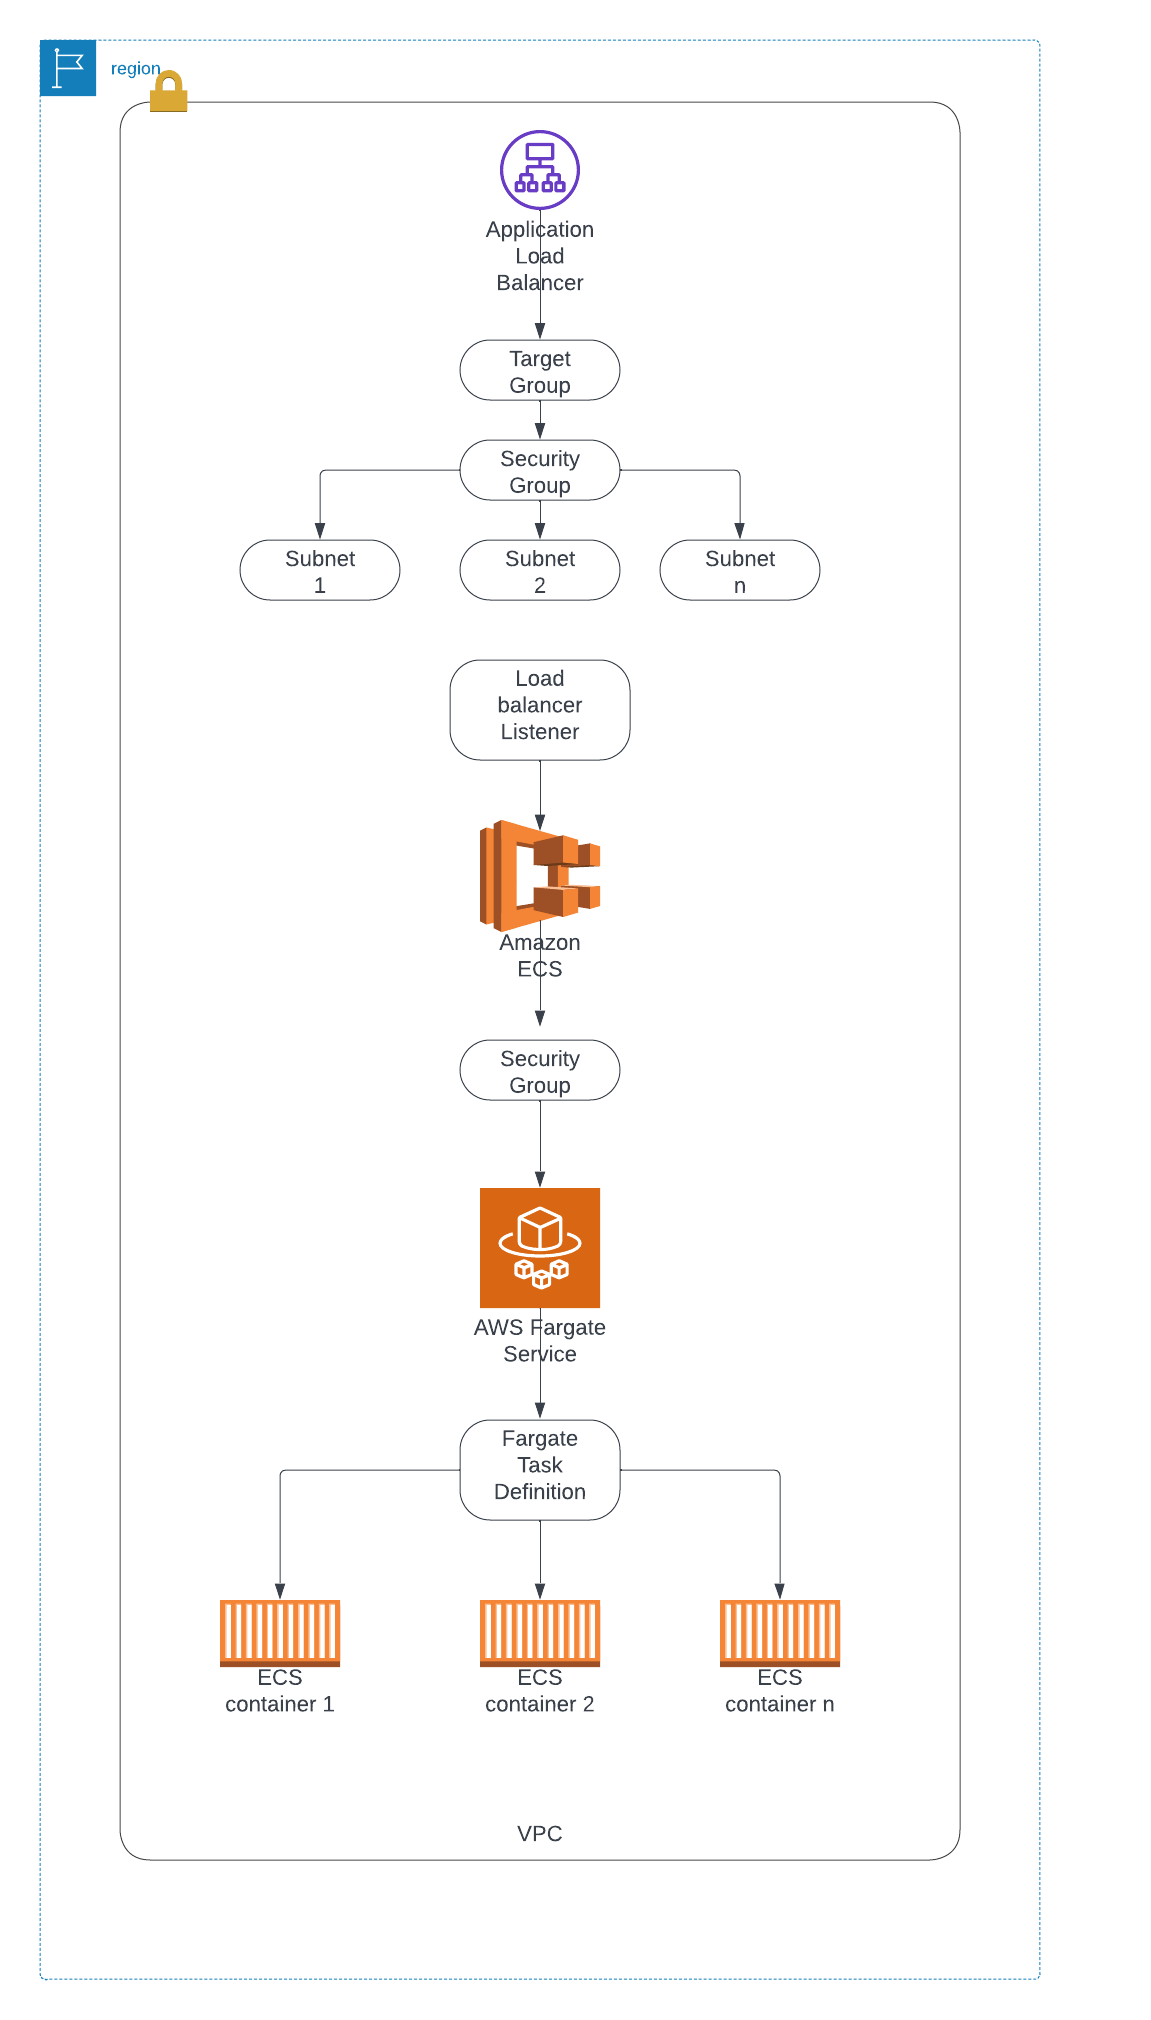 region
Application
Load
Balancer
Target
Group
Security
Group
Subnet
1
Subnet
2
Subnet
n
Load
balancer
Listener
Amazon
ECS
Security
Group
AWS Fargate
Service
Fargate
Task
Definition
ECS
container 1
ECS
container 2
ECS
container n
VPC